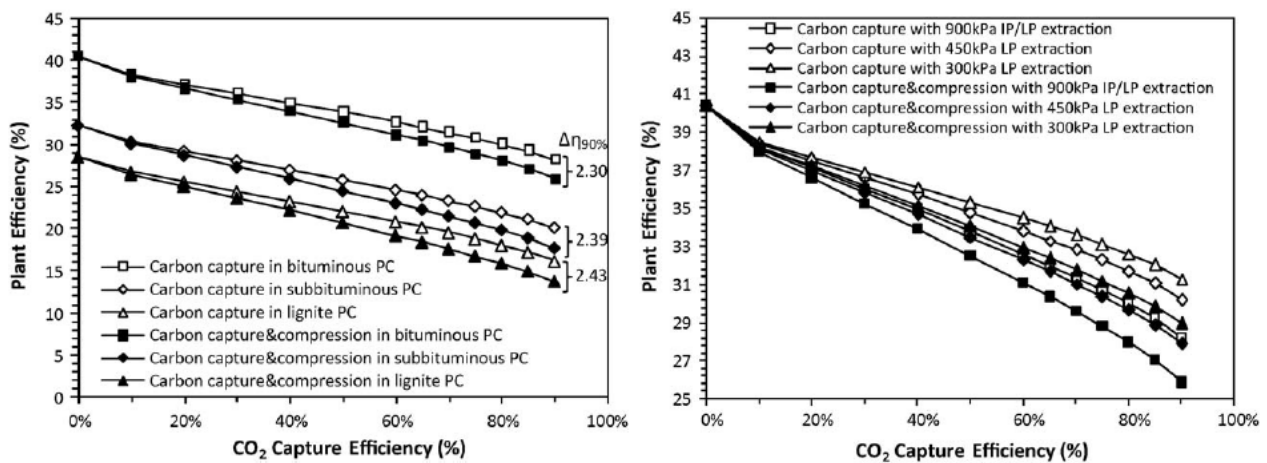 45
40
35
30
25
20
15
10
5
0
Plant Efficiency (%)
Δη90%
2.30
2.39
2.43
Carbon capture in bituminous PC
Carbon capture in subbituminous PC
Carbon capture in lignite PC
Carbon capture&compression in bituminous PC
Carbon capture&compression in subbituminous PC
Carbon capture&compression in lignite PC
0% 20% 40% 60% 80% 100%
CO2 Capture Efficiency (%)
45
43
41
39
37
35
33
31
29
27
25
Plant Efficiency (%)
Carbon capture with 900kPa IP/LP extraction
Carbon capture with 450kPa LP extraction
Carbon capture with 300kPa LP extraction
Carbon capture&compression with 900kPa IP/LP extraction
Carbon capture&compression with 450kPa LP extraction
Carbon capture&compression with 300kPa LP extraction
0% 20% 40% 60% 80% 100%
CO2 Capture Efficiency (%)